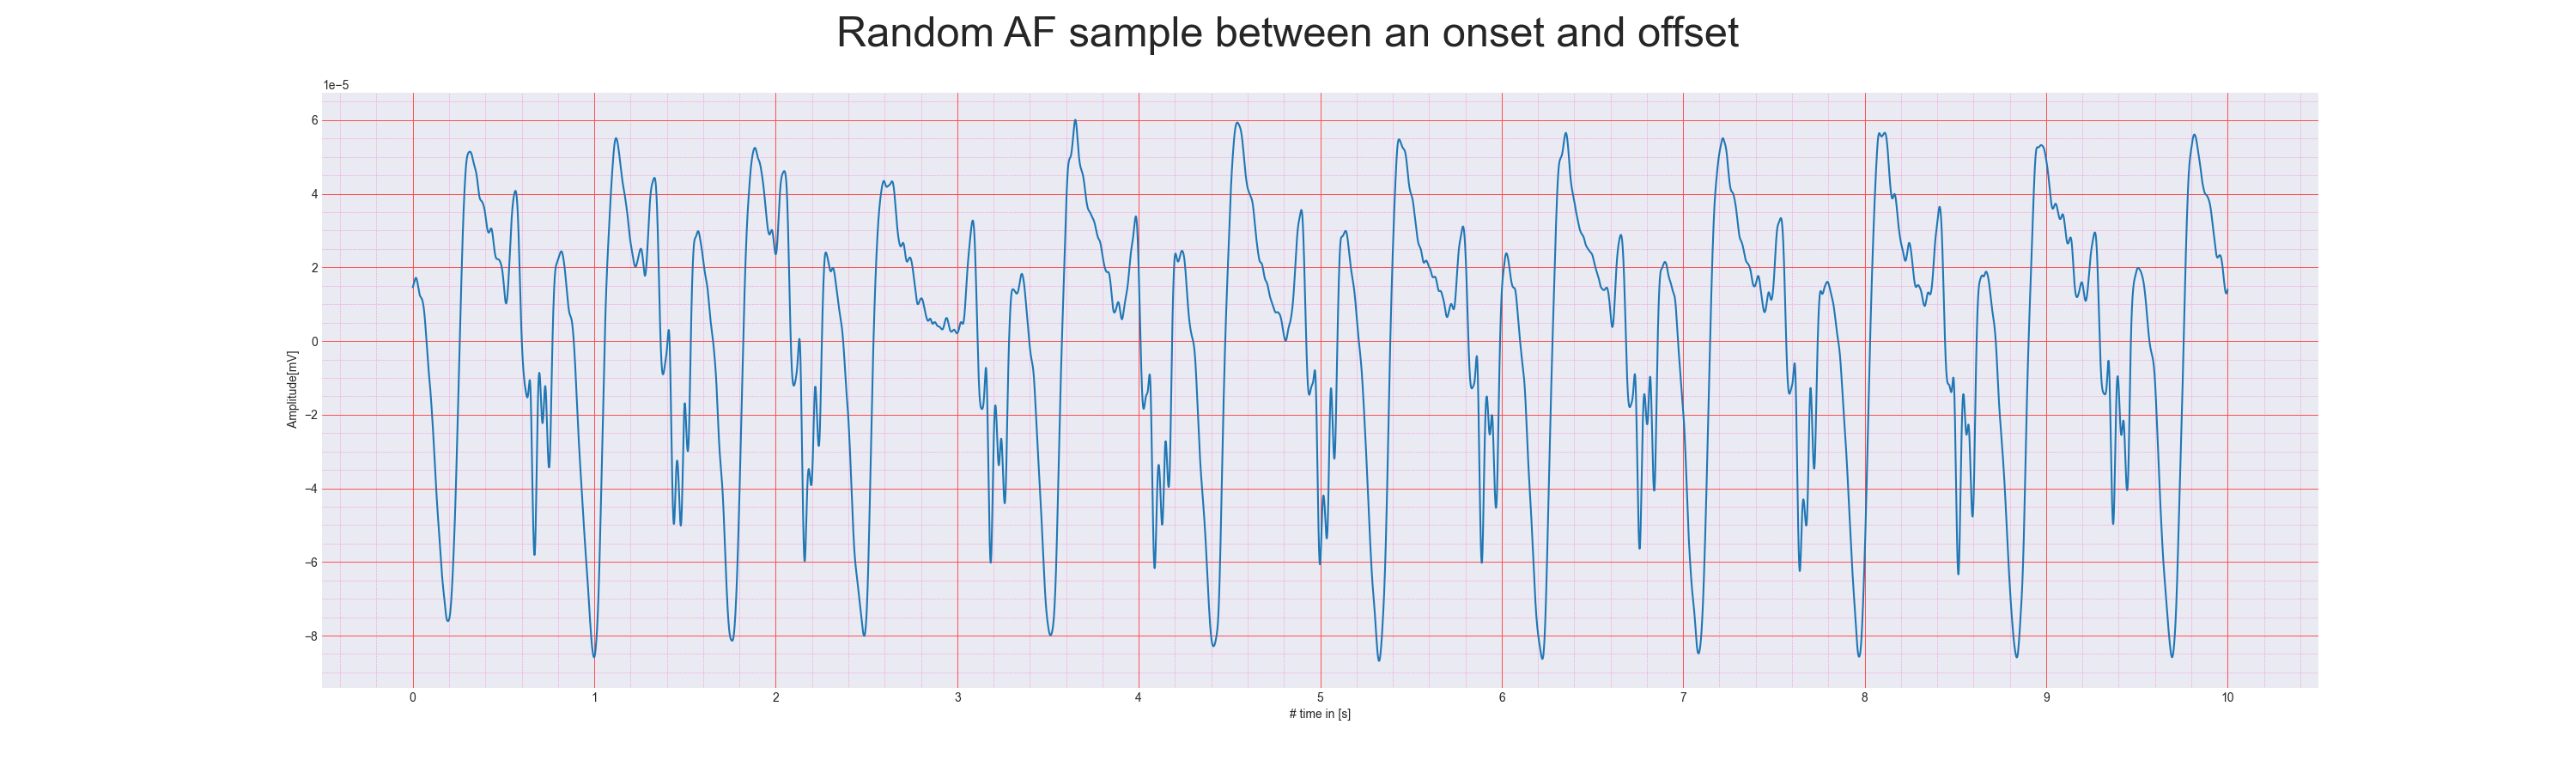 Random AF sample between an onset and offset
1e−5
6
4
2
0
−2
−4
−6
−8
Amplitude[mV]
0 1 2 3 4 5 6 7 8 9 10
# time in [s]